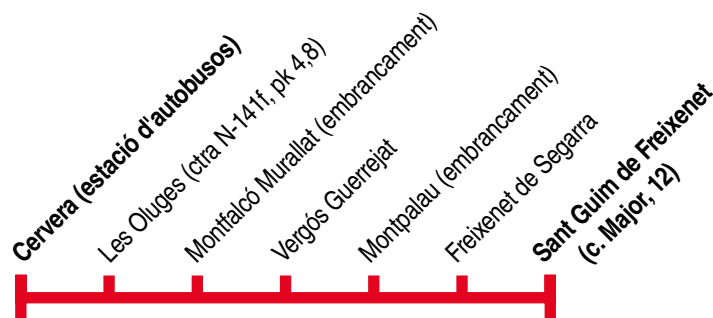 Cervera (estació d'autobusos)
Les Oluges (ctra N-141f, pk 4,8)
Montfalcó Murallat (embrancament)
Vergós Guerrejat
Montpalau (embrancament)
Freixenet de Segarra
Sant Guim de Freixenet
(c. Major, 12)